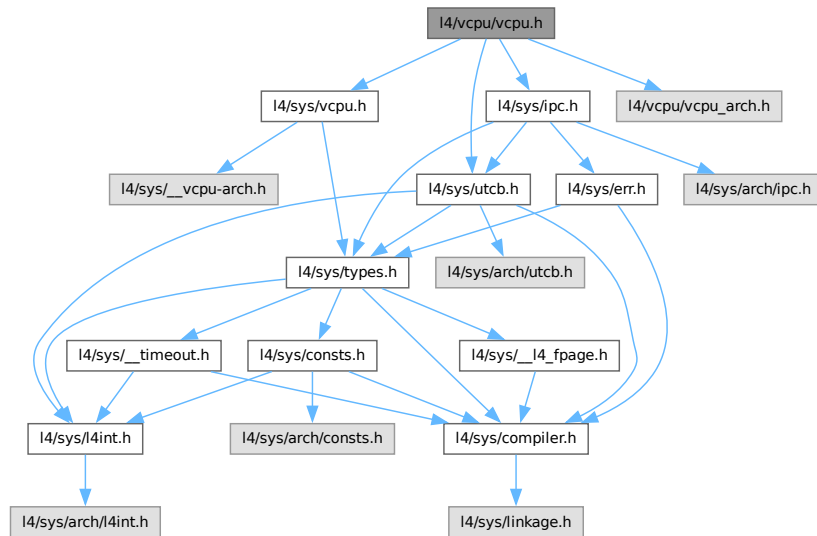 l4/vcpu/vcpu.h
l4/sys/vcpu.h
l4/sys/ipc.h
l4/vcpu/vcpu_arch.h
l4/sys/__vcpu-arch.h
l4/sys/utcb.h
l4/sys/err.h
l4/sys/arch/ipc.h
l4/sys/types.h
l4/sys/arch/utcb.h
l4/sys/__timeout.h
l4/sys/consts.h
l4/sys/__l4_fpage.h
l4/sys/l4int.h
l4/sys/arch/consts.h
l4/sys/compiler.h
l4/sys/arch/l4int.h
l4/sys/linkage.h